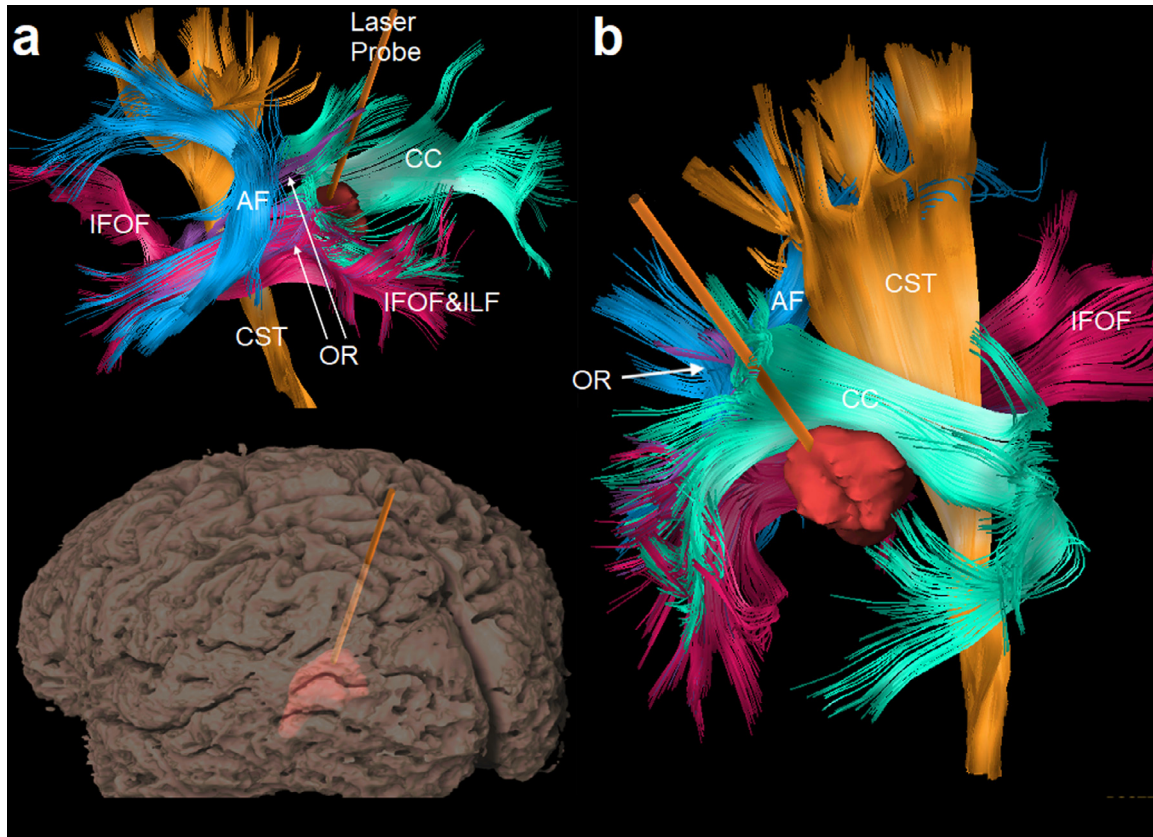 a
Laser
Probe
CC
AF
IFOF
IFOF&ILF
CST
OR
b
CST
AF
IFOF
OR
CC